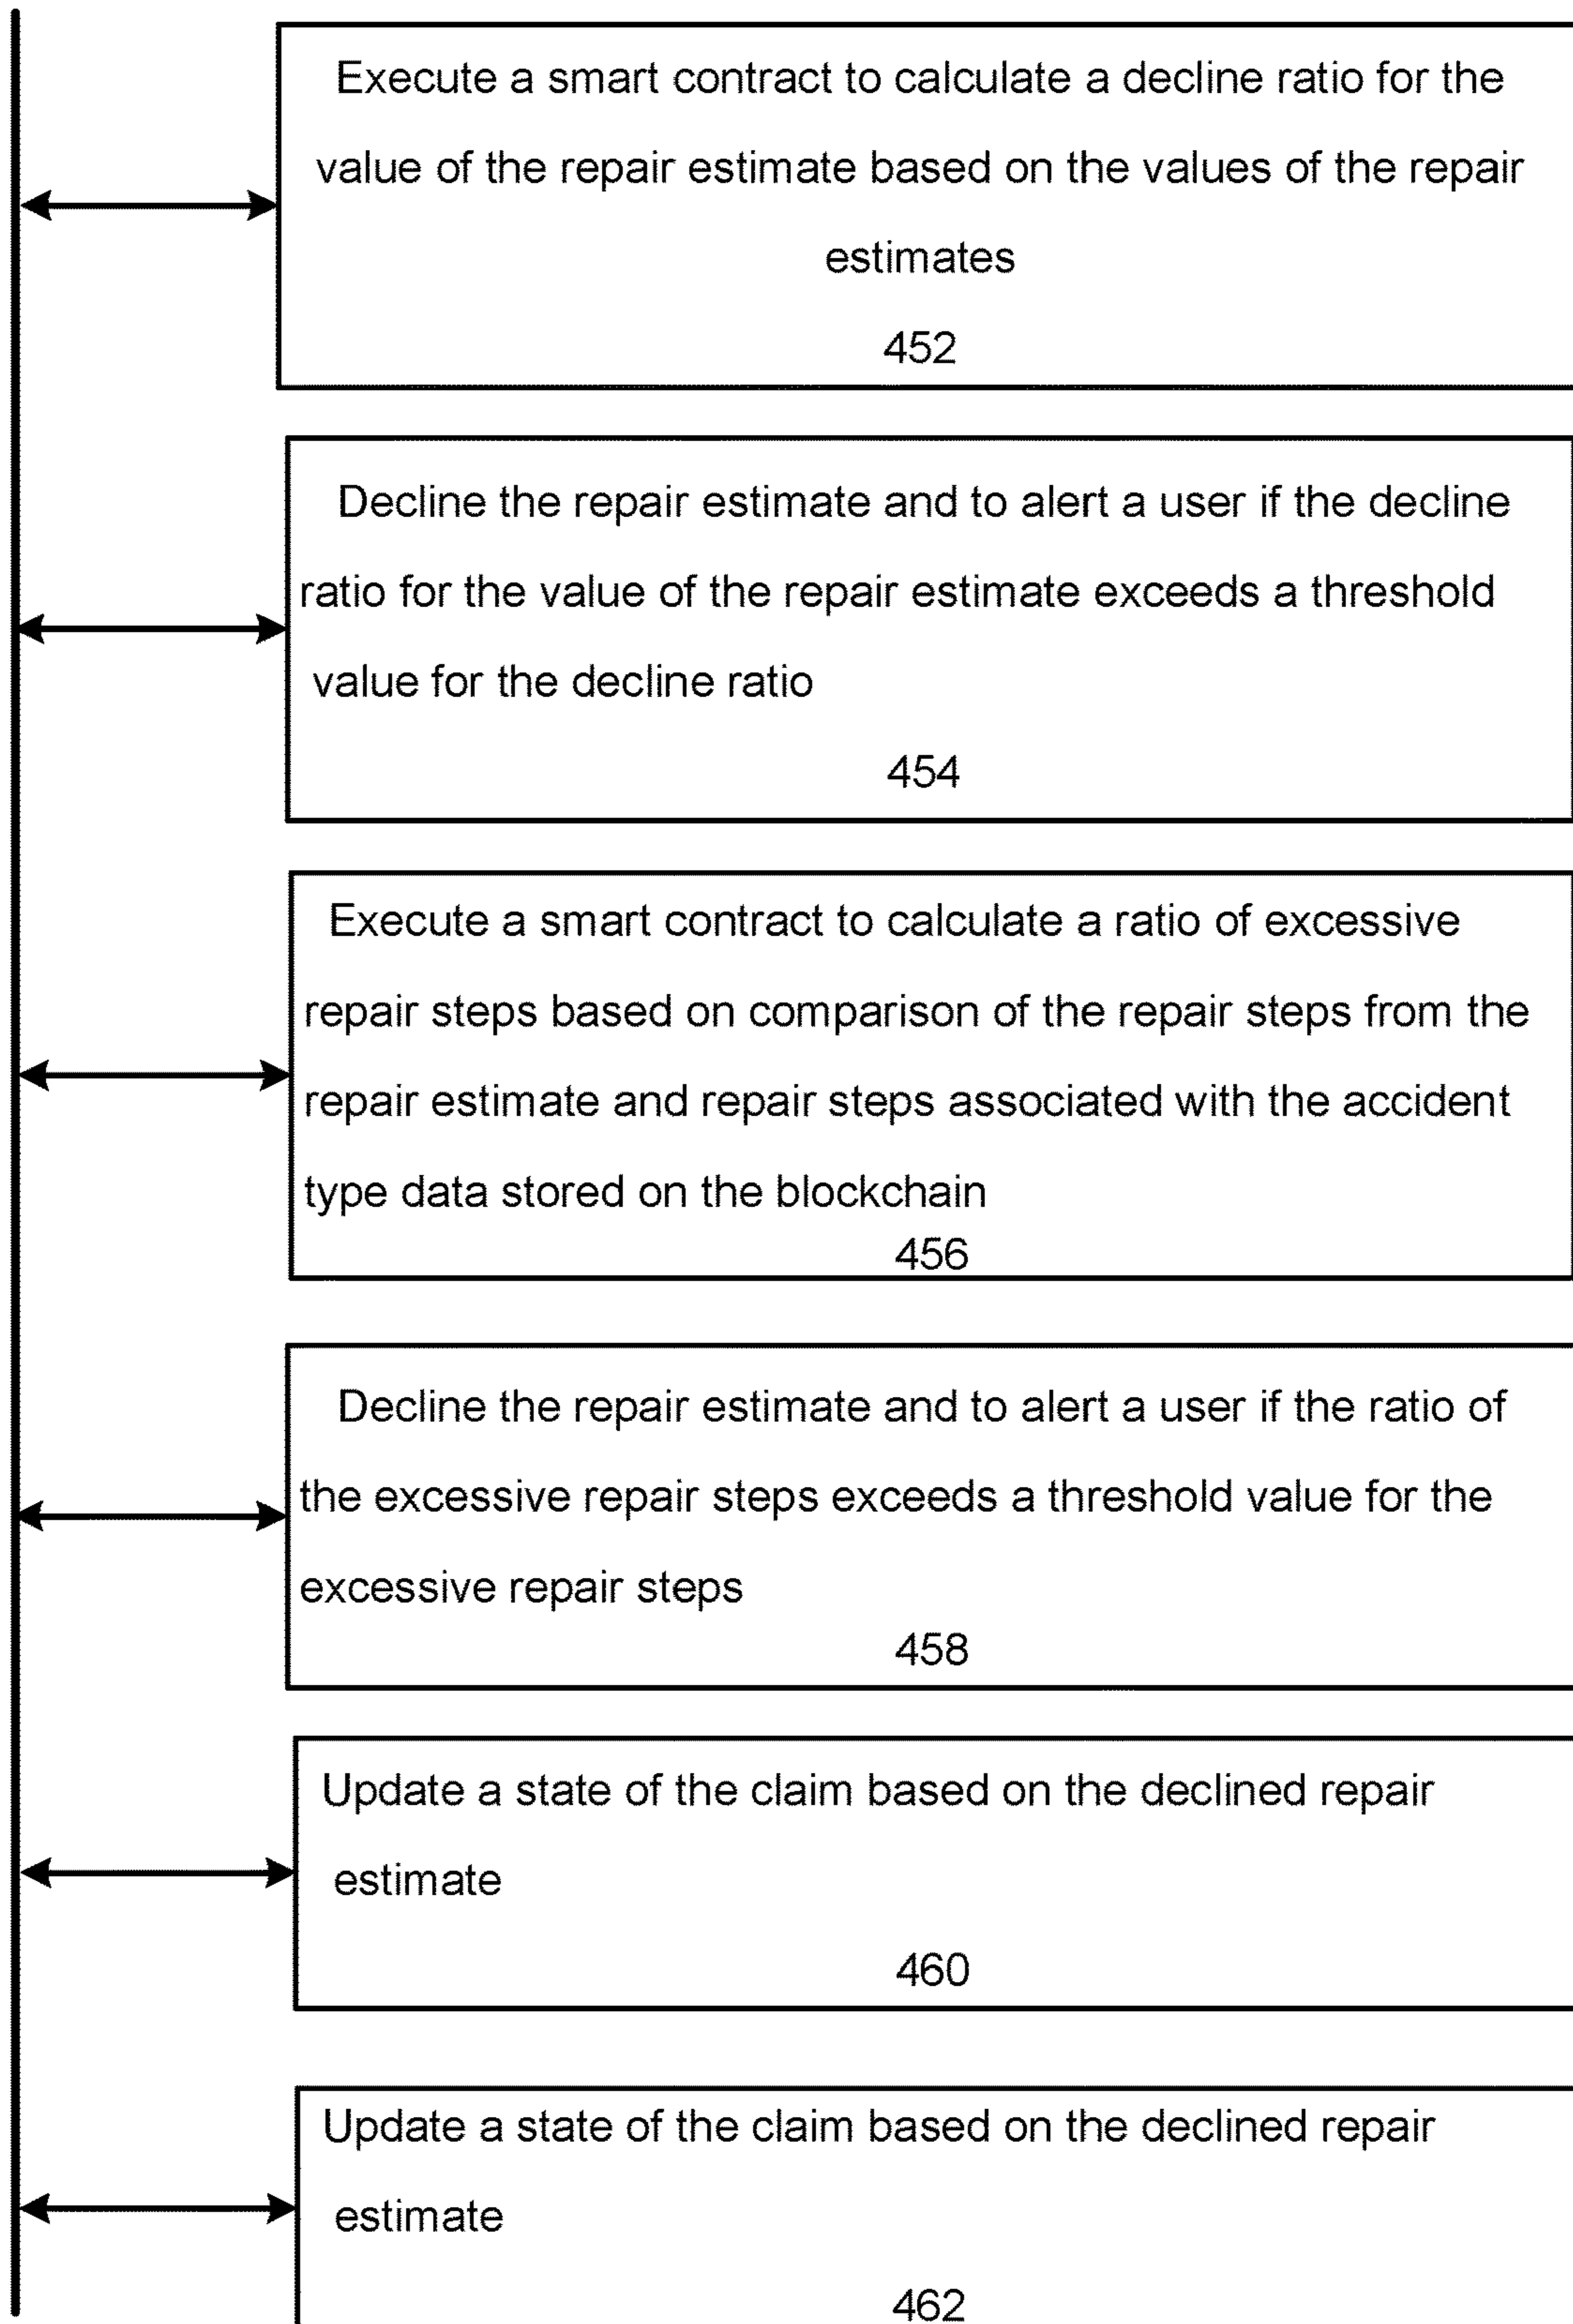 Execute a smart contract to calculate a decline ratio for the
value of the repair estimate based on the values of the repair
estimates
452
Decline the repair estimate and to alert a user if the decline
ratio for the value of the repair estimate exceeds a threshold
value for the decline ratio
454
Execute a smart contract to calculate a ratio of excessive
repair steps based on comparison of the repair steps from the
repair estimate and repair steps associated with the accident
type data stored on the blockchain
456
Decline the repair estimate and to alert a user if the ratio of
the excessive repair steps exceeds a threshold value for the
excessive repair steps
458
Update a state of the claim based on the declined repair
estimate
460
Update a state of the claim based on the declined repair
estimate
462